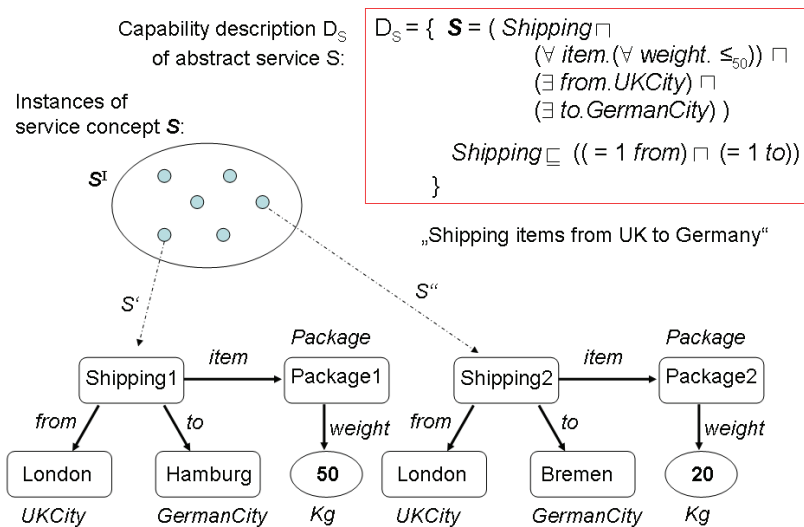 Capability description D_S
of abstract service S:
D_S = { S = ( Shipping ⊓
(∀ item.(∀ weight. ≤₅₀)) ⊓
(∃ from.UKCity) ⊓
(∃ to.GermanCity) )
Shipping ⊑ (( = 1 from) ⊓ (= 1 to))
}
Instances of
service concept S:
Sᴵ
„Shipping items from UK to Germany“
S‘
S‘‘
Package
Package
item
item
Shipping1
Package1
Shipping2
Package2
from
to
weight
from
to
weight
London
Hamburg
50
London
Bremen
20
UKCity
GermanCity
Kg
UKCity
GermanCity
Kg